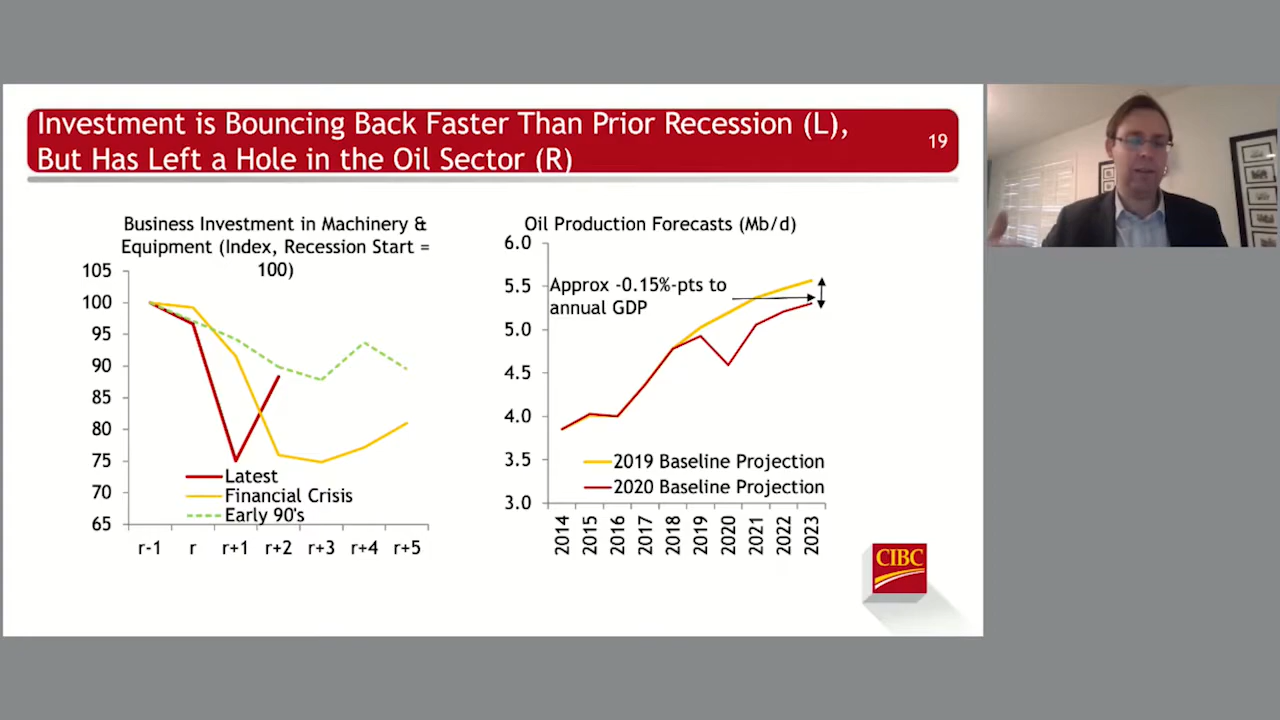 Investment is Bouncing Back Faster Than Prior Recession (L),
But Has Left a Hole in the Oil Sector (R)
19
Business Investment in Machinery &
Equipment (Index, Recession Start =
100)
105
100
95
90
85
80
75
70
65
Latest
Financial Crisis
Early 90's
r-1 r r+1 r+2 r+3 r+4 r+5
Oil Production Forecasts (Mb/d)
6.0
5.5
5.0
4.5
4.0
3.5
3.0
Approx -0.15%-pts to
annual GDP
2019 Baseline Projection
2020 Baseline Projection
2014 2015 2016 2017 2018 2019 2020 2021 2022 2023
CIBC